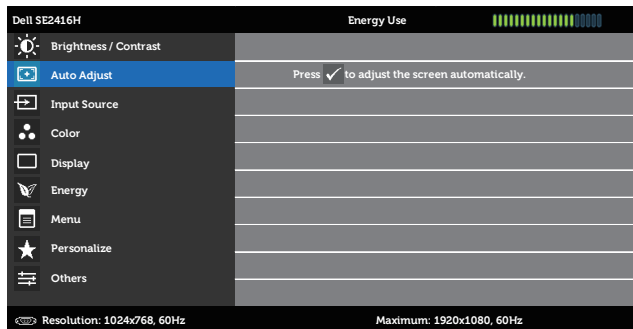 Dell SE2416H Energy Use
Brightness / Contrast
Auto Adjust Press to adjust the screen automatically.
Input Source
Color
Display
Energy
Menu
Personalize
Others
Resolution: 1024x768, 60Hz Maximum: 1920x1080, 60Hz